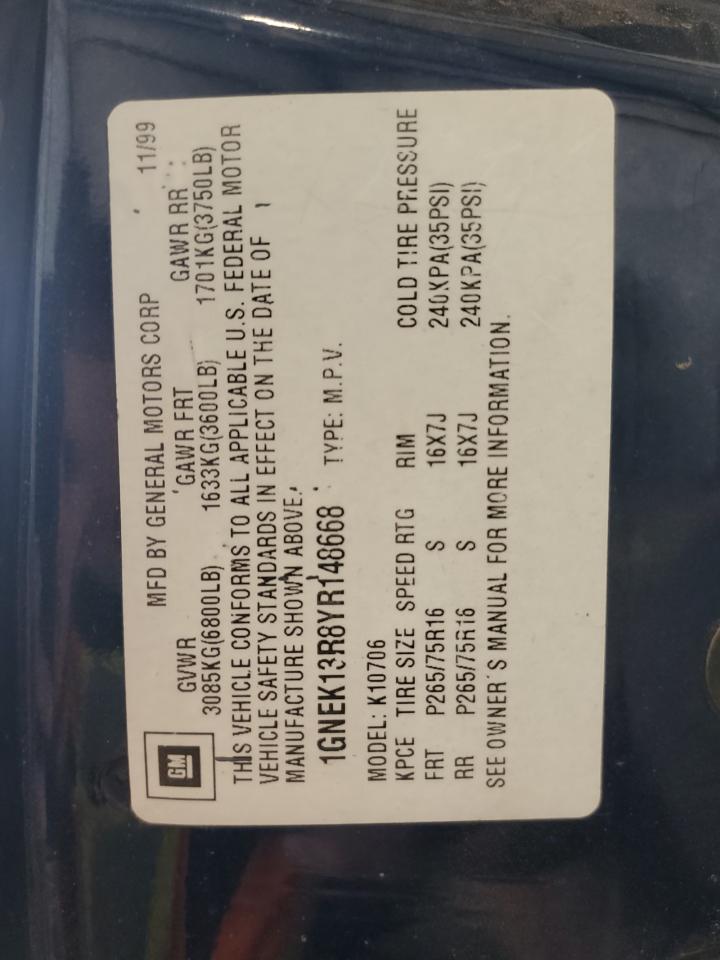 GM
MFD BY GENERAL MOTORS CORP 11/99
GVWR GAWR FRT GAWR RR
3085KG(6800LB) 1633KG(3600LB) 1701KG(3750LB)
THIS VEHICLE CONFORMS TO ALL APPLICABLE U.S. FEDERAL MOTOR
VEHICLE SAFETY STANDARDS IN EFFECT ON THE DATE OF
MANUFACTURE SHOWN ABOVE.
1GNEK13R8YR148668 TYPE: M.P.V.
MODEL: K10706
KPCE TIRE SIZE SPEED RTG RIM COLD TIRE PRESSURE
FRT P265/75R16 S 16X7J 240KPA(35PSI)
RR P265/75R16 S 16X7J 240KPA(35PSI)
SEE OWNER'S MANUAL FOR MORE INFORMATION.